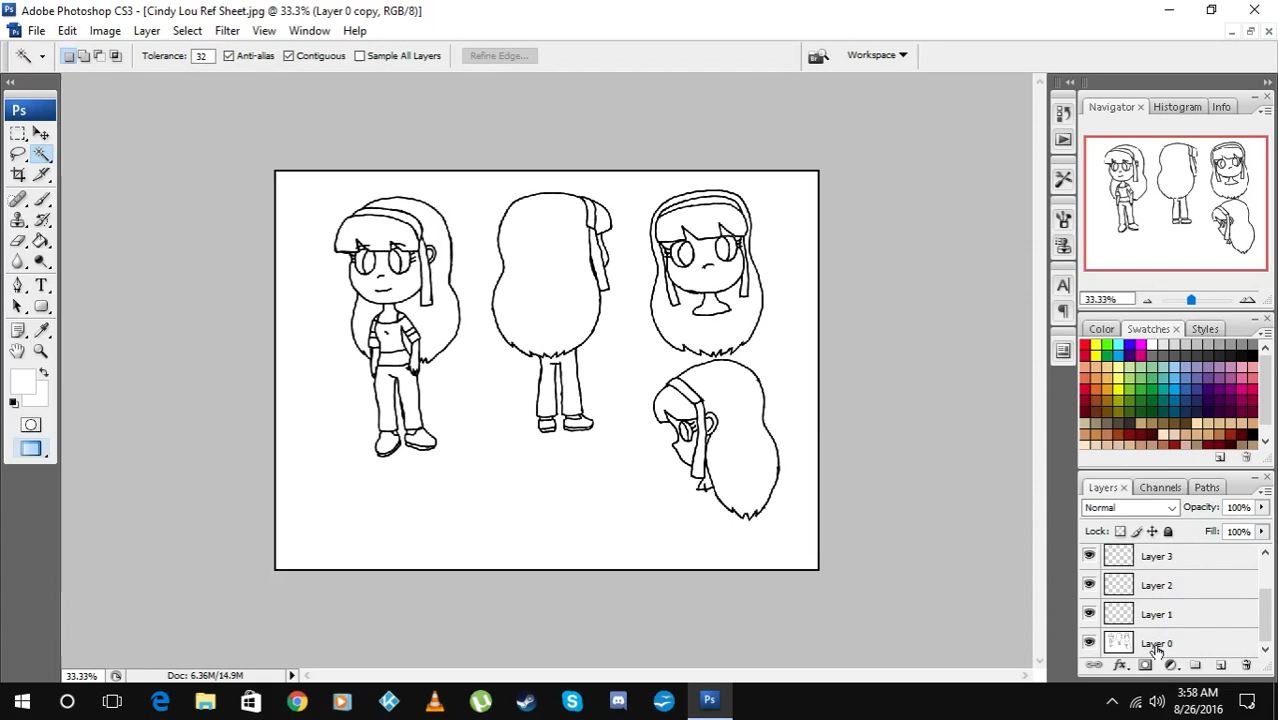 Adobe Photoshop CS3 - [Cindy Lou Ref Sheet.jpg @ 33.3% (Layer 0 copy, RGB/8)]
File Edit Image Layer Select Filter View Window Help
Tolerance: 32 Anti-alias Contiguous Sample All Layers Refine Edge... Workspace
Ps
Navigator Histogram Info
33.33%
Color Swatches Styles
Layers Channels Paths
Normal Opacity: 100%
Lock: Fill: 100%
Layer 3
Layer 2
Layer 1
Layer 0
33.33% Doc: 6.36M/14.9M
3:58 AM
8/26/2016